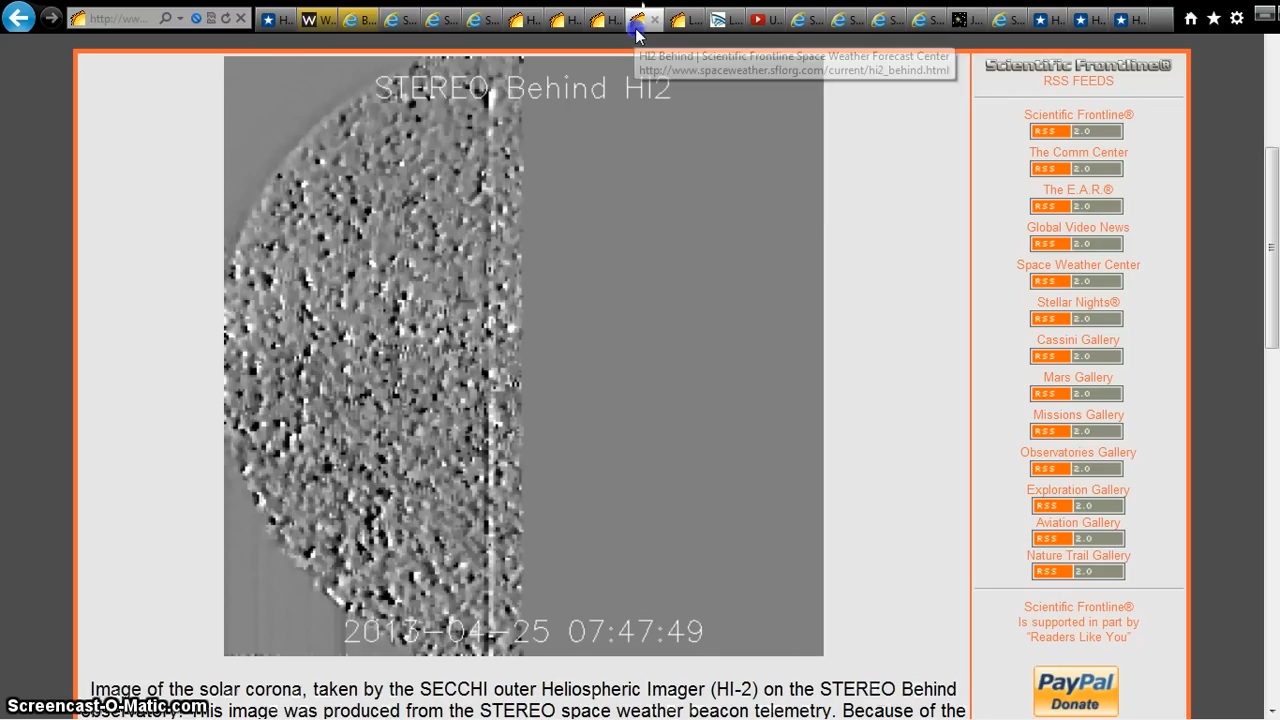 http://www...
H..
W
B..
S..
S..
S..
H..
H..
H..
L..
L..
U..
S..
S..
S..
S..
J..
S..
H..
H..
H..
HI2 Behind | Scientific Frontline Space Weather Forecast Center
http://www.spaceweather.sflorg.com/current/hi2_behind.html
STEREO Behind HI2
2013-04-25 07:47:49
Image of the solar corona, taken by the SECCHI outer Heliospheric Imager (HI-2) on the STEREO Behind
observatory. This image was produced from the STEREO space weather beacon telemetry. Because of the
Scientific Frontline®
RSS FEEDS
Scientific Frontline®
RSS 2.0
The Comm Center
RSS 2.0
The E.A.R.®
RSS 2.0
Global Video News
RSS 2.0
Space Weather Center
RSS 2.0
Stellar Nights®
RSS 2.0
Cassini Gallery
RSS 2.0
Mars Gallery
RSS 2.0
Missions Gallery
RSS 2.0
Observatories Gallery
RSS 2.0
Exploration Gallery
RSS 2.0
Aviation Gallery
RSS 2.0
Nature Trail Gallery
RSS 2.0
Scientific Frontline®
Is supported in part by
“Readers Like You”
PayPal
Donate
Screencast-O-Matic.com